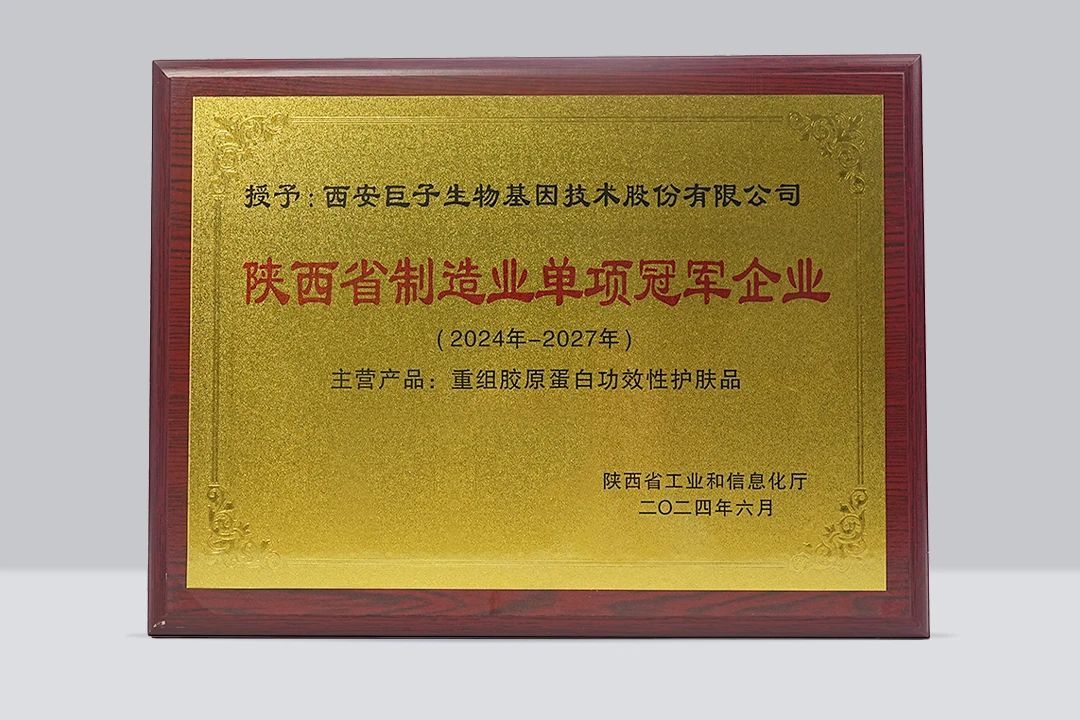 授予：西安巨子生物基因技术股份有限公司
陕西省制造业单项冠军企业
（2024年-2027年）
主营产品：重组胶原蛋白功效性护肤品
陕西省工业和信息化厅
二〇二四年六月